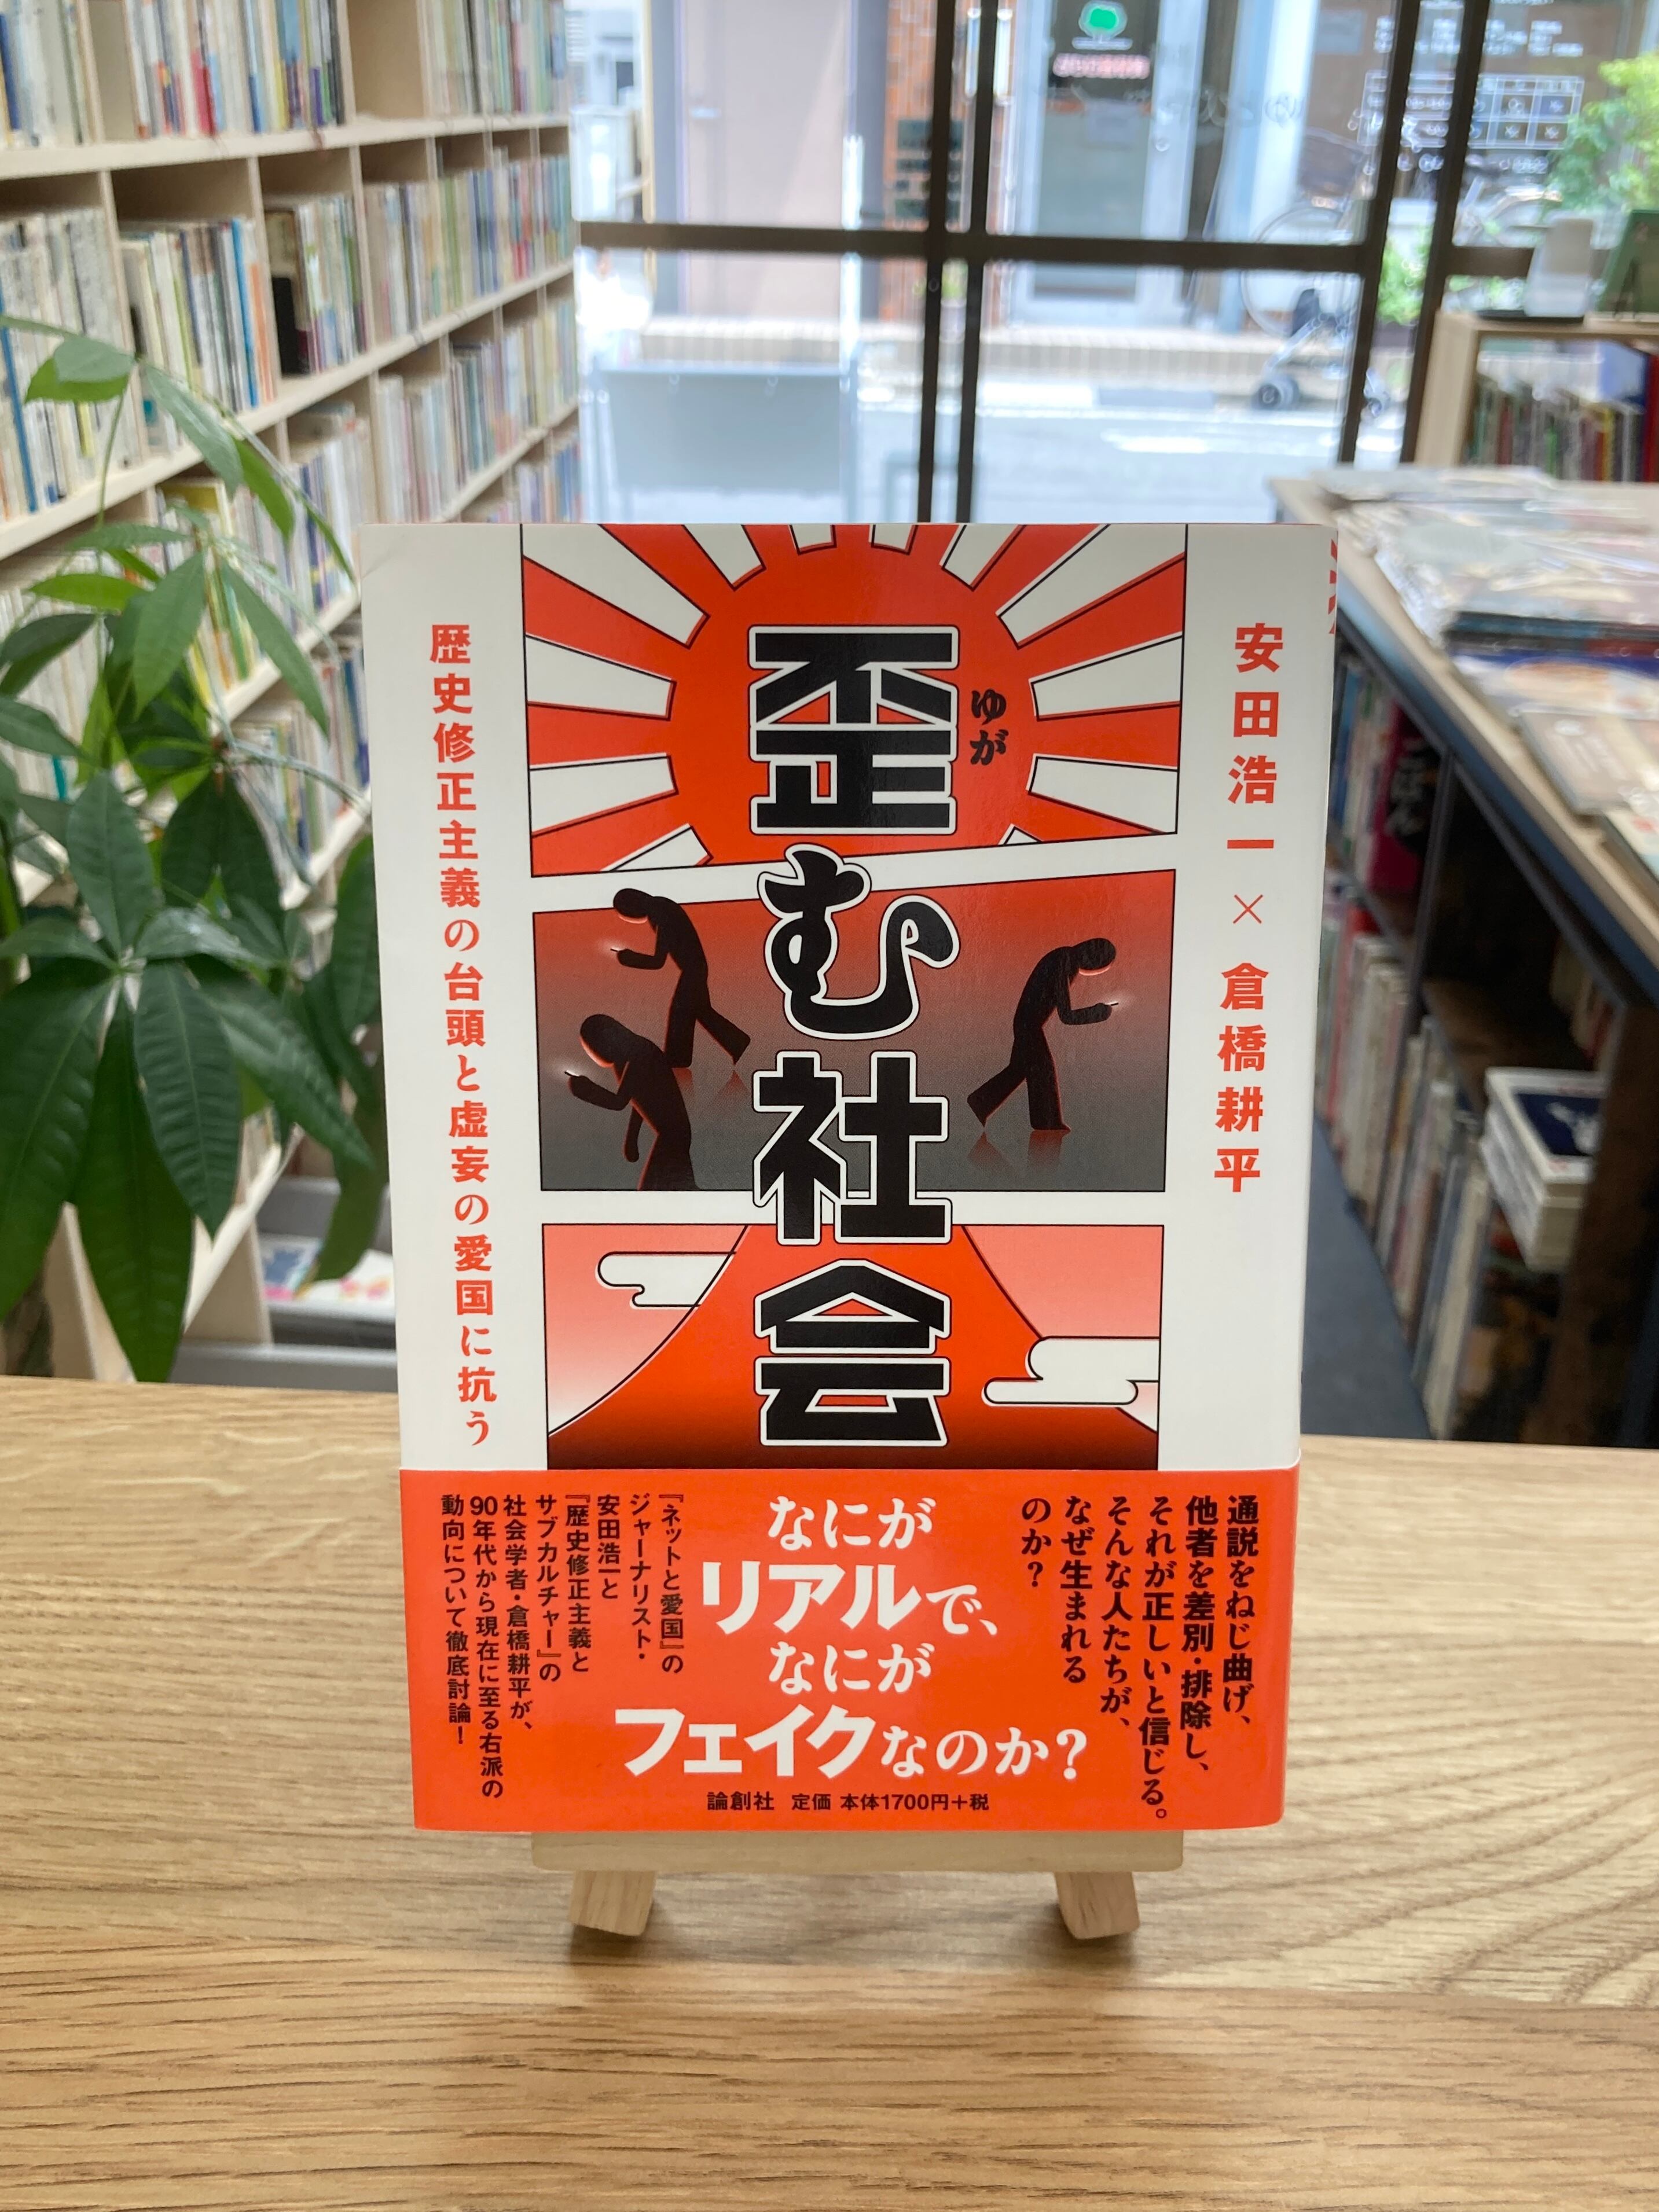 安田浩一×倉橋耕平
歪む社会
ゆが
歴史修正主義の台頭と虚妄の愛国に抗う
通説をねじ曲げ、
他者を差別・排除し、
それが正しいと信じる。
そんな人たちが、
なぜ生まれる
のか？
なにが
リアルで、
なにが
フェイクなのか？
『ネットと愛国』の
ジャーナリスト・
安田浩一と
『歴史修正主義と
サブカルチャー』の
社会学者・倉橋耕平が、
90年代から現在に至る右派の
動向について徹底討論！
論創社 定価 本体1700円＋税